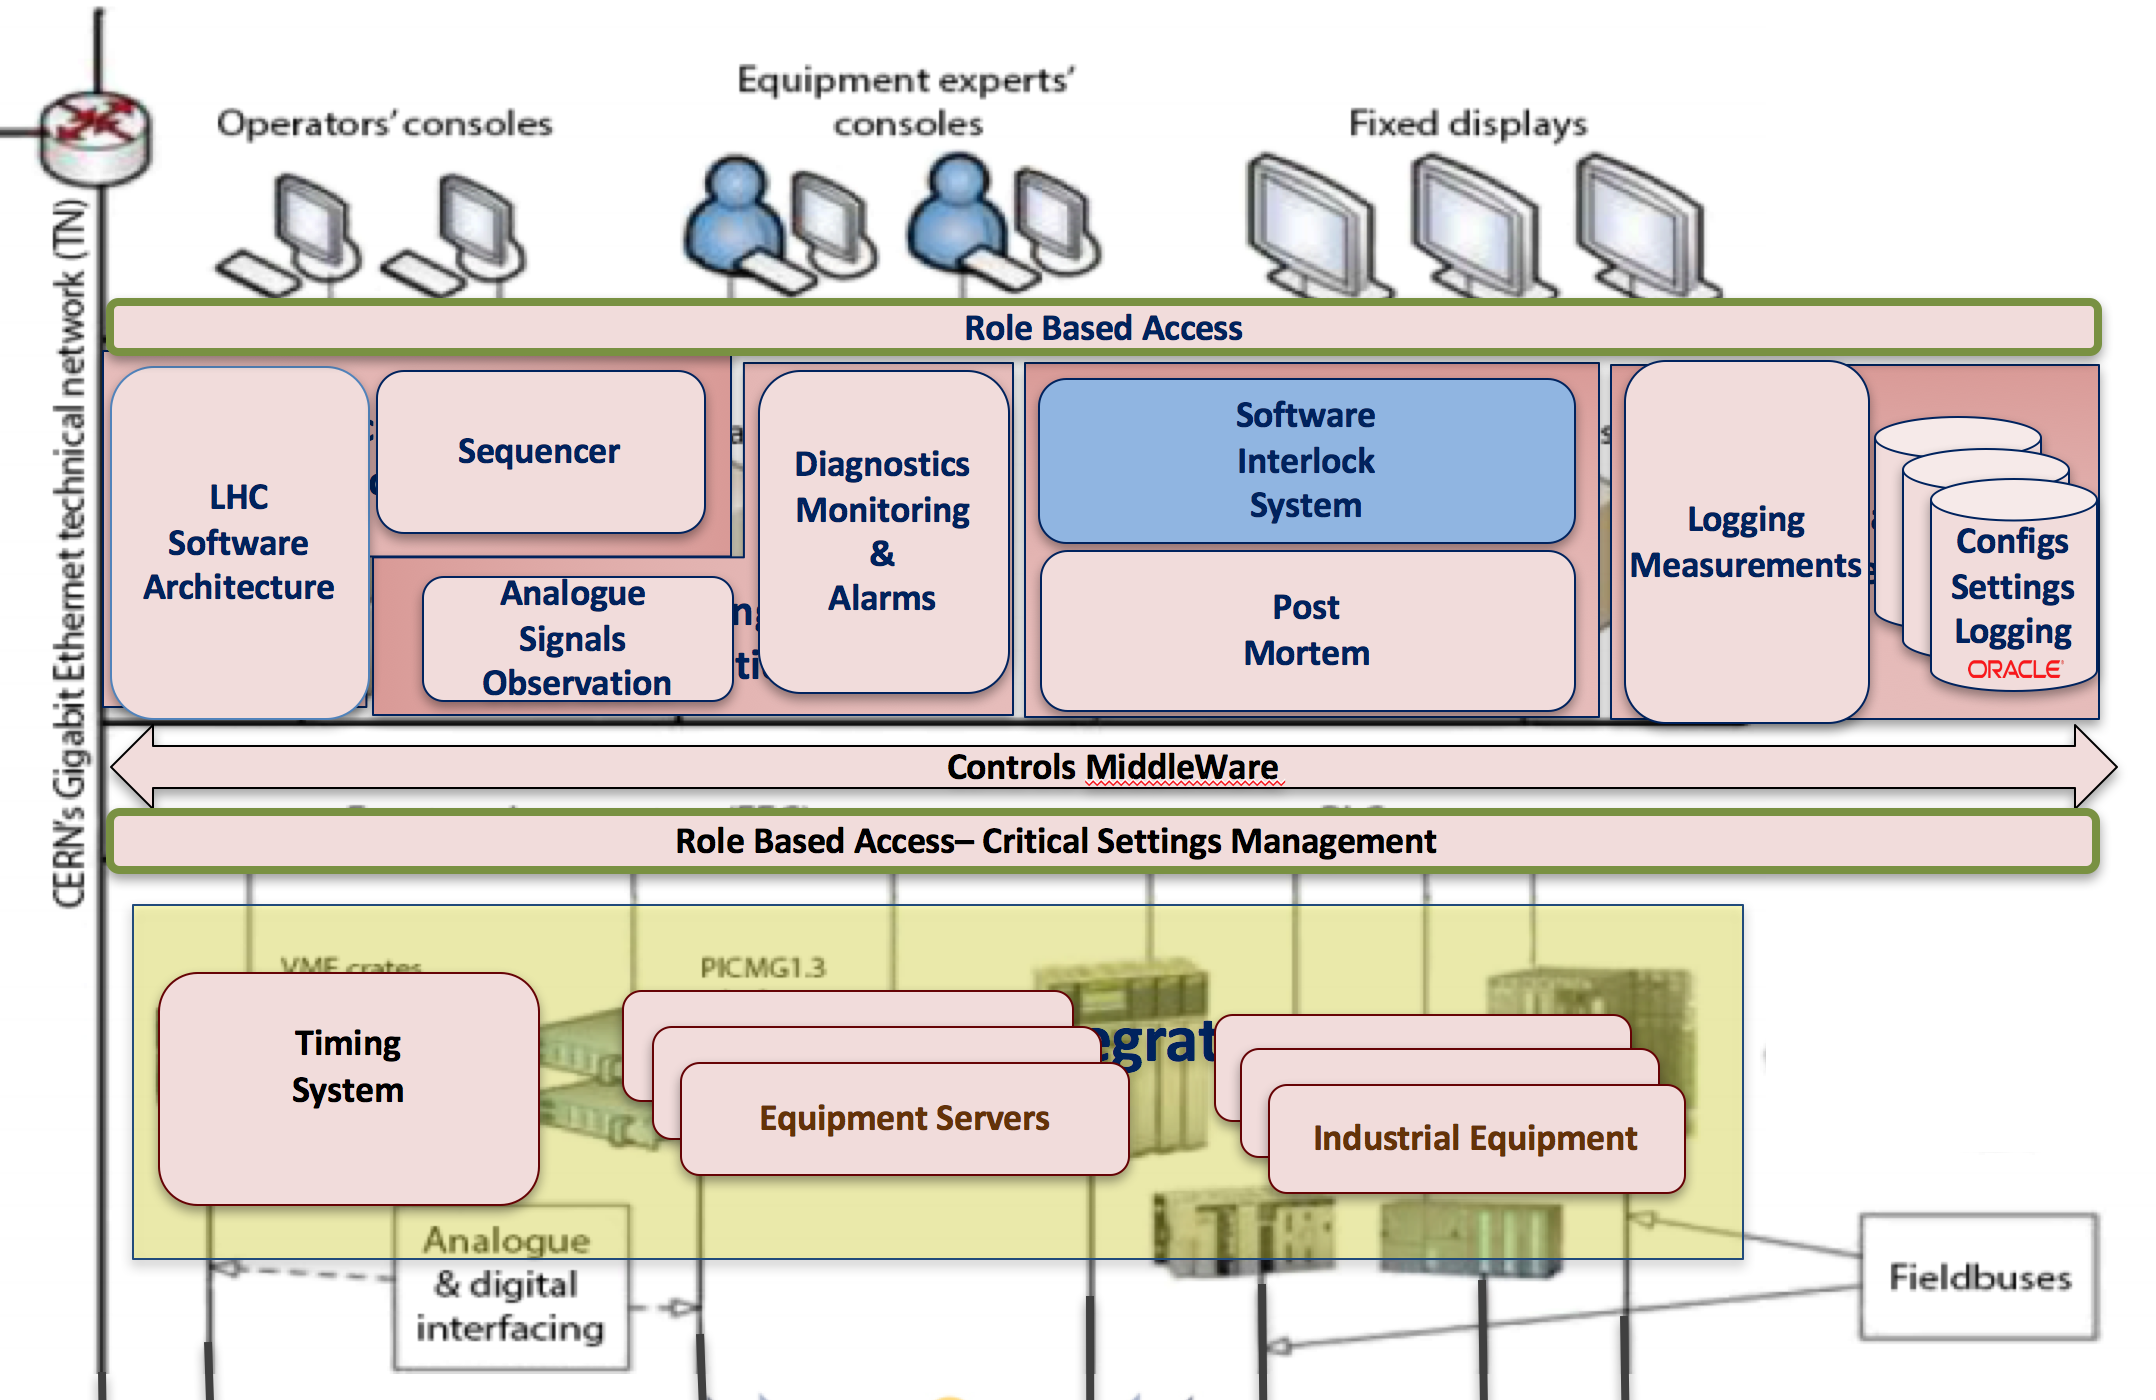 CERN's Gigabit Ethernet technical network (TN)
Operators' consoles
Equipment experts'
consoles
Fixed displays
Role Based Access
LHC
Software
Architecture
Sequencer
Analogue
Signals
Observation
Diagnostics
Monitoring
&
Alarms
Software
Interlock
System
Post
Mortem
Logging
Measurements
Configs
Settings
Logging
ORACLE
Controls MiddleWare
Role Based Access– Critical Settings Management
VME crates
PICMG1.3
Timing
System
Equipment Servers
egrat
Industrial Equipment
Analogue
& digital
interfacing
Fieldbuses